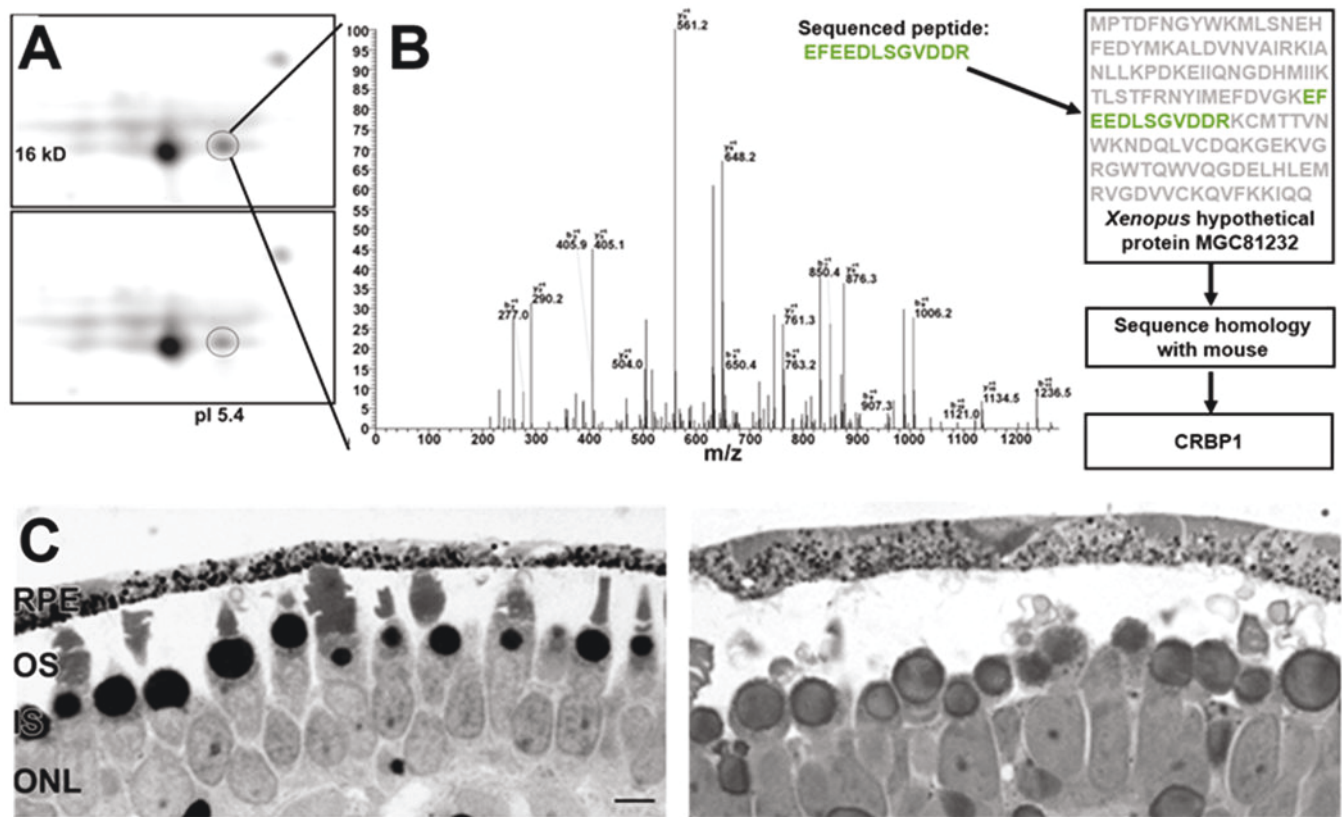 A
16 kD
pI 5.4
B
100
95
90
85
80
75
70
65
60
55
50
45
40
35
30
25
20
15
10
5
0
561.2
648.2
405.9
405.1
277.0
290.2
504.0
650.4
761.3
763.2
850.4
876.3
907.3
1006.2
1121.0
1134.5
1236.5
0 100 200 300 400 500 600 700 800 900 1000 1100 1200
m/z
Sequenced peptide:
EFEEDLSGVDDR
MPTDFNGYWKMLSNEH
FEDYMKALDVNVAIRKIA
NLLKPDKEIIQNGDHMIIK
TLSTFRNYIMEFDVGKEF
EEDLSGVDDRKCMTTVN
WKNDQLVCDQKGEKVG
RGWTQWVQGDELHLEM
RVGDVVCKQVFKKIQQ
Xenopus hypothetical
protein MGC81232
Sequence homology
with mouse
CRBP1
C
RPE
OS
IS
ONL